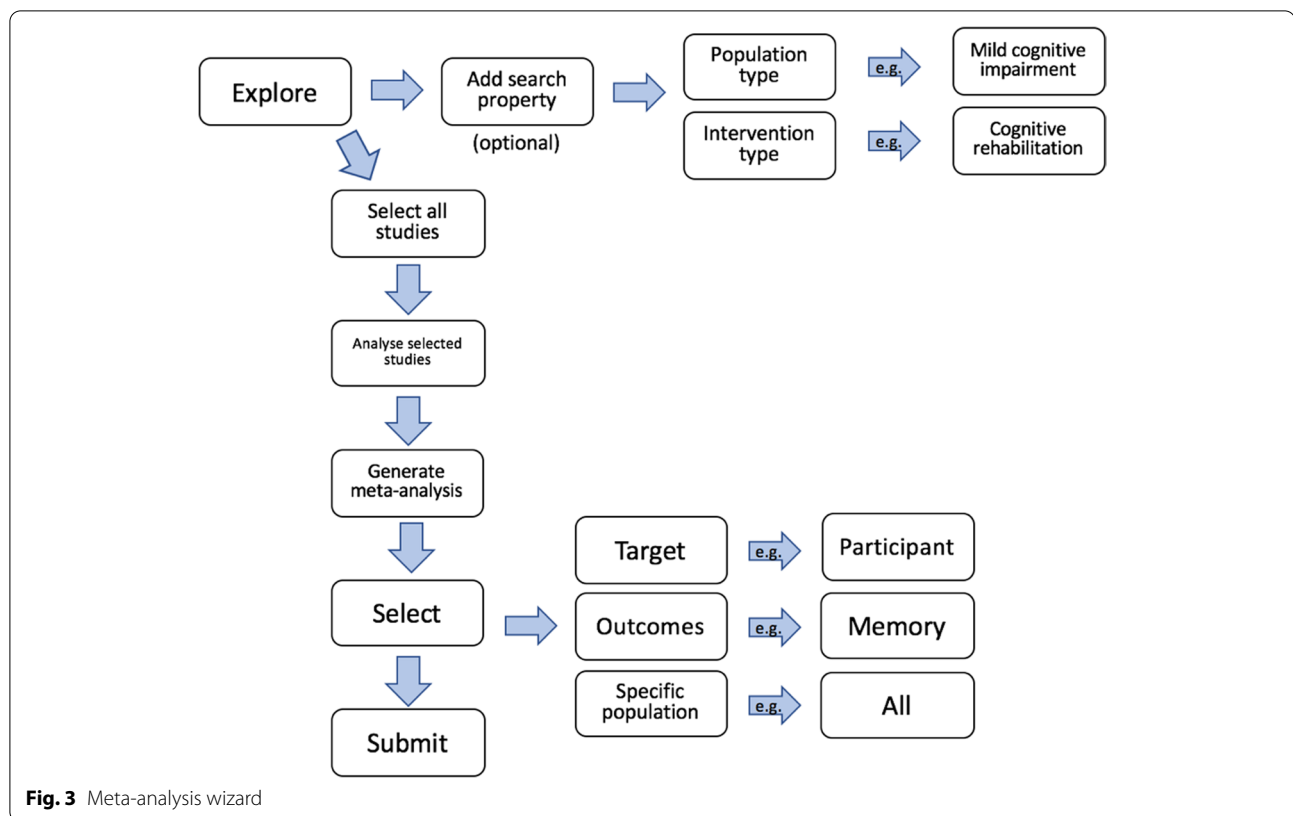 Explore
Add search
property
(optional)
Population
type
e.g.
Mild cognitive
impairment
Intervention
type
e.g.
Cognitive
rehabilitation
Select all
studies
Analyse selected
studies
Generate
meta-analysis
Select
Target
e.g.
Participant
Outcomes
e.g.
Memory
Specific
population
e.g.
All
Submit
Fig. 3 Meta-analysis wizard